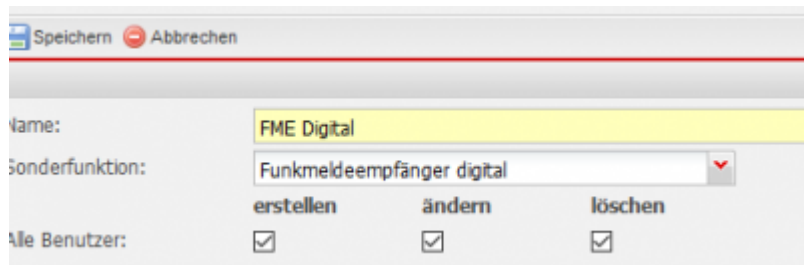 Speichern Abbrechen
Name:
FME Digital
Sonderfunktion:
Funkmeldeempfänger digital
erstellen ändern löschen
Alle Benutzer: